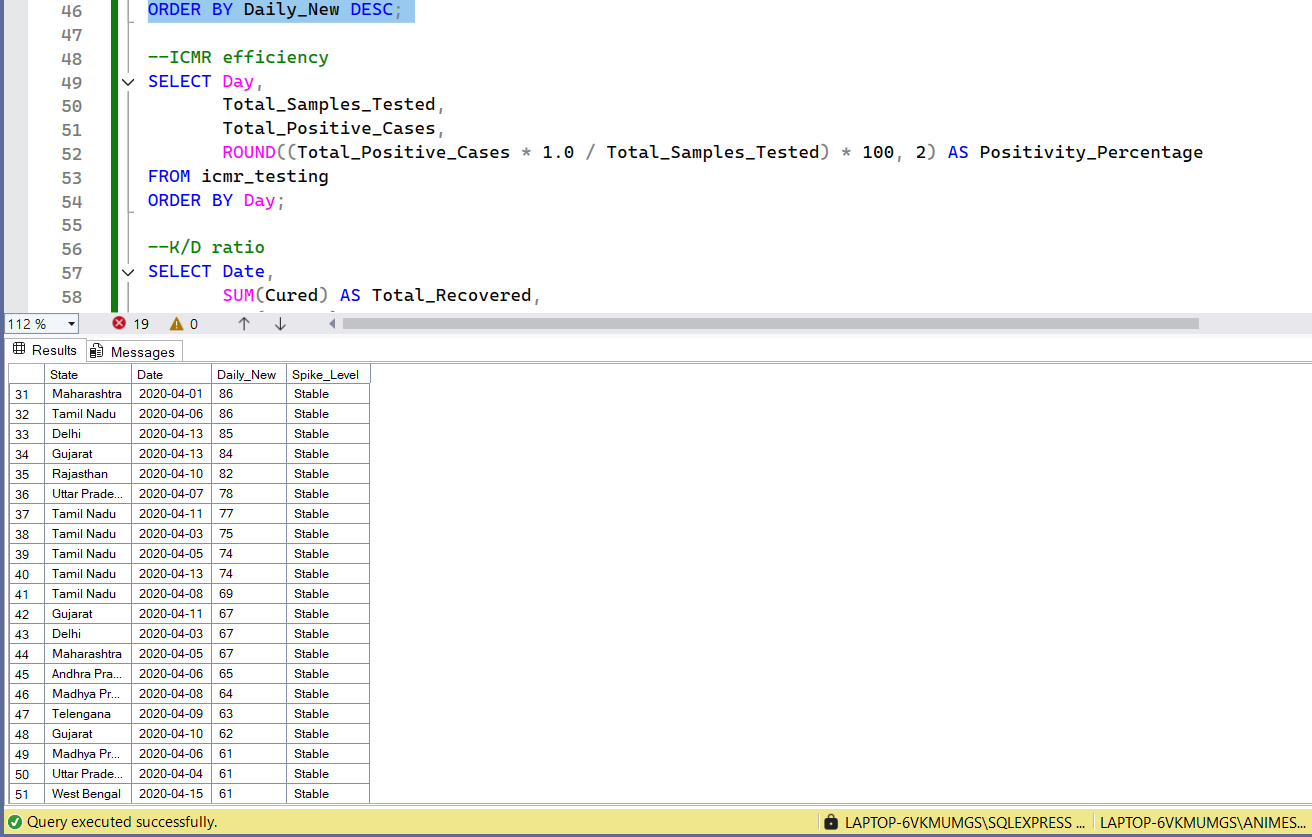 46 ORDER BY Daily_New DESC;
47
48 --ICMR efficiency
49 SELECT Day,
50 Total_Samples_Tested,
51 Total_Positive_Cases,
52 ROUND((Total_Positive_Cases * 1.0 / Total_Samples_Tested) * 100, 2) AS Positivity_Percentage
53 FROM icmr_testing
54 ORDER BY Day;
55
56 --K/D ratio
57 SELECT Date,
58 SUM(Cured) AS Total_Recovered,
112 % 19 0
Results Messages
State Date Daily_New Spike_Level
31 Maharashtra 2020-04-01 86 Stable
32 Tamil Nadu 2020-04-06 86 Stable
33 Delhi 2020-04-13 85 Stable
34 Gujarat 2020-04-13 84 Stable
35 Rajasthan 2020-04-10 82 Stable
36 Uttar Prade... 2020-04-07 78 Stable
37 Tamil Nadu 2020-04-11 77 Stable
38 Tamil Nadu 2020-04-03 75 Stable
39 Tamil Nadu 2020-04-05 74 Stable
40 Tamil Nadu 2020-04-13 74 Stable
41 Tamil Nadu 2020-04-08 69 Stable
42 Gujarat 2020-04-11 67 Stable
43 Delhi 2020-04-03 67 Stable
44 Maharashtra 2020-04-05 67 Stable
45 Andhra Pra... 2020-04-06 65 Stable
46 Madhya Pr... 2020-04-08 64 Stable
47 Telengana 2020-04-09 63 Stable
48 Gujarat 2020-04-10 62 Stable
49 Madhya Pr... 2020-04-06 61 Stable
50 Uttar Prade... 2020-04-04 61 Stable
51 West Bengal 2020-04-15 61 Stable
Query executed successfully. LAPTOP-6VKMUMGS\SQLEXPRESS ... LAPTOP-6VKMUMGS\ANIMES...